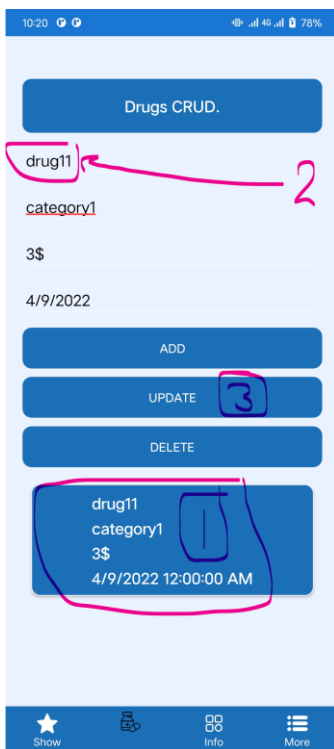 10:20 4G 78%
Drugs CRUD.
drug11
2
category1
3$
4/9/2022
ADD
UPDATE 3
DELETE
drug11
category1 1
3$
4/9/2022 12:00:00 AM
Show Info More